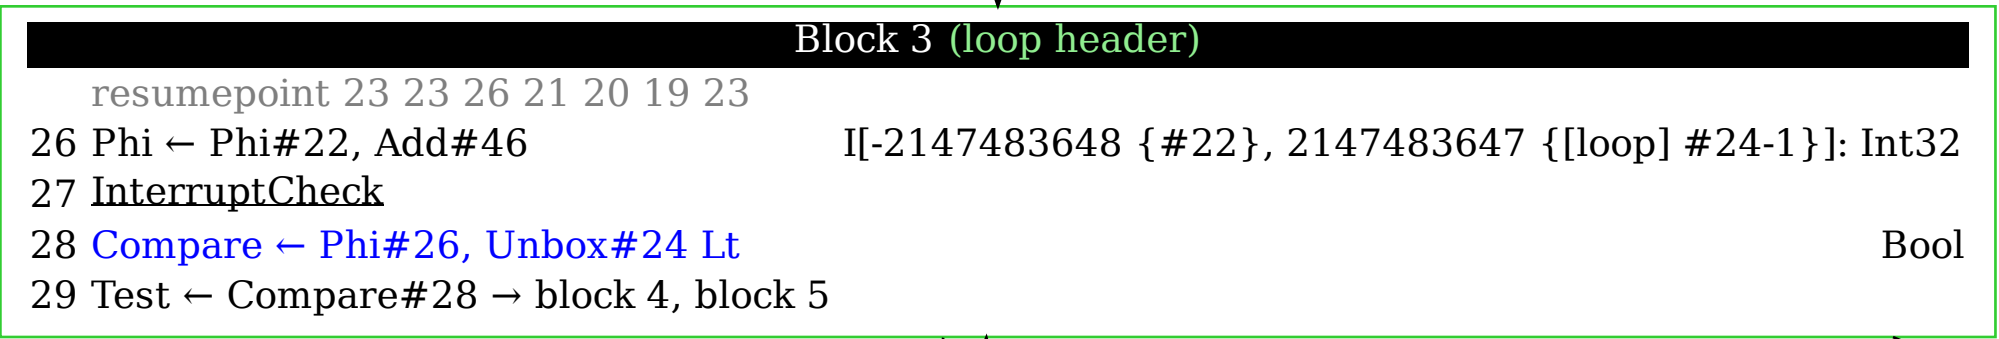 Block 3 (loop header)
resumepoint 23 23 26 21 20 19 23
26 Phi ← Phi#22, Add#46 I[-2147483648 {#22}, 2147483647 {[loop] #24-1}]: Int32
27 InterruptCheck
28 Compare ← Phi#26, Unbox#24 Lt Bool
29 Test ← Compare#28 → block 4, block 5